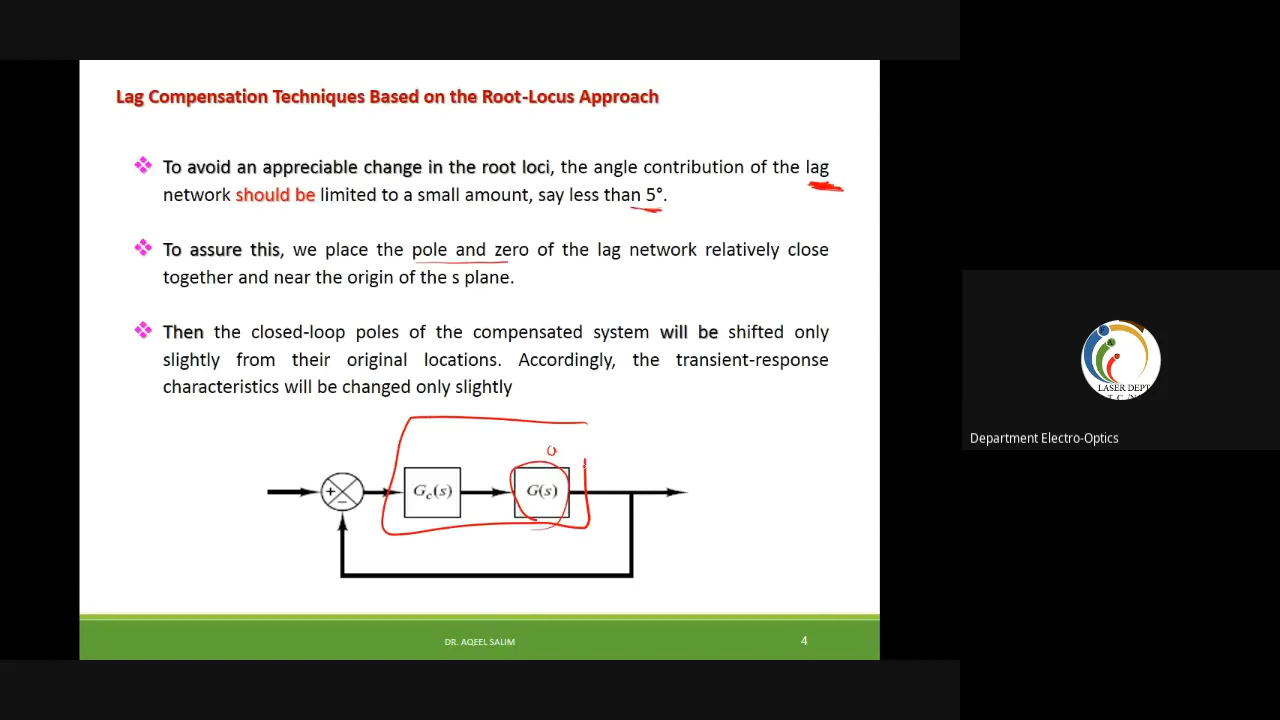 Lag Compensation Techniques Based on the Root-Locus Approach
To avoid an appreciable change in the root loci, the angle contribution of the lag
network should be limited to a small amount, say less than 5°.
To assure this, we place the pole and zero of the lag network relatively close
together and near the origin of the s plane.
Then the closed-loop poles of the compensated system will be shifted only
slightly from their original locations. Accordingly, the transient-response
characteristics will be changed only slightly
+
−
Gc(s)
G(s)
DR. AQEEL SALIM
4
LASER DEPT
Department Electro-Optics